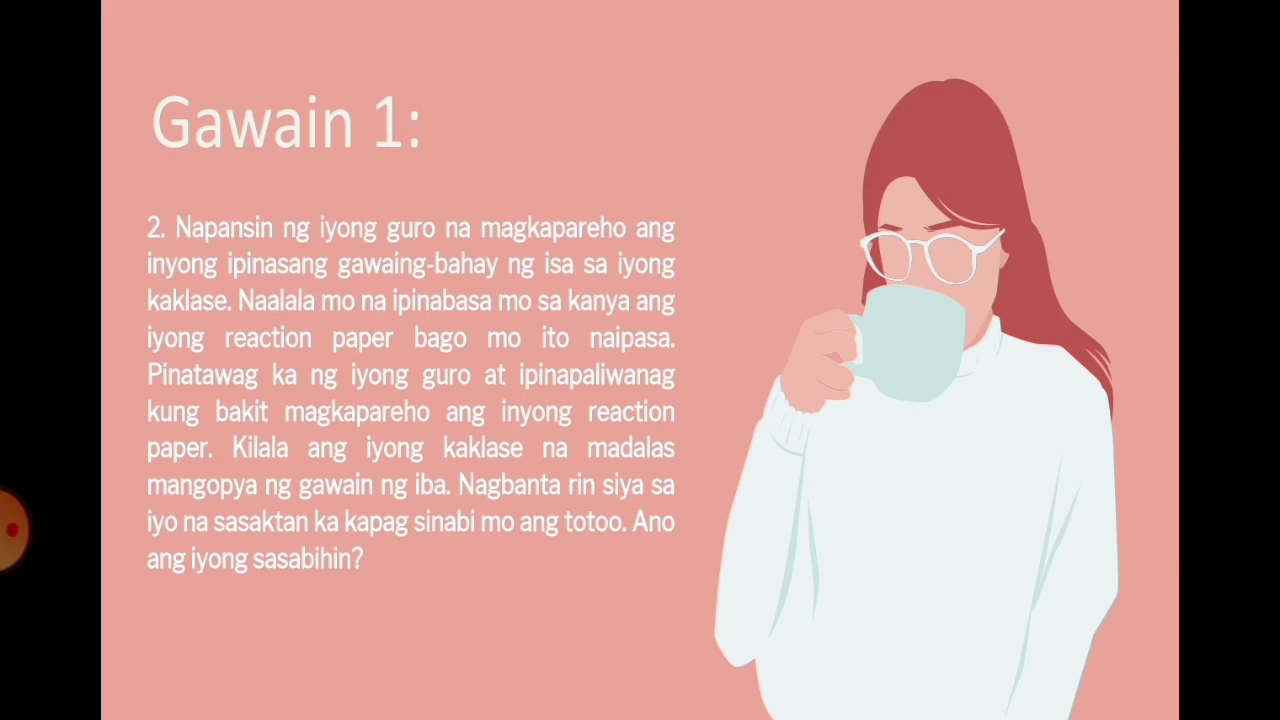 Gawain 1:
2. Napansin ng iyong guro na magkapareho ang
inyong ipinasang gawaing-bahay ng isa sa iyong
kaklase. Naalala mo na ipinabasa mo sa kanya ang
iyong reaction paper bago mo ito naipasa.
Pinatawag ka ng iyong guro at ipinapaliwanag
kung bakit magkapareho ang inyong reaction
paper. Kilala ang iyong kaklase na madalas
mangopya ng gawain ng iba. Nagbanta rin siya sa
iyo na sasaktan ka kapag sinabi mo ang totoo. Ano
ang iyong sasabihin?